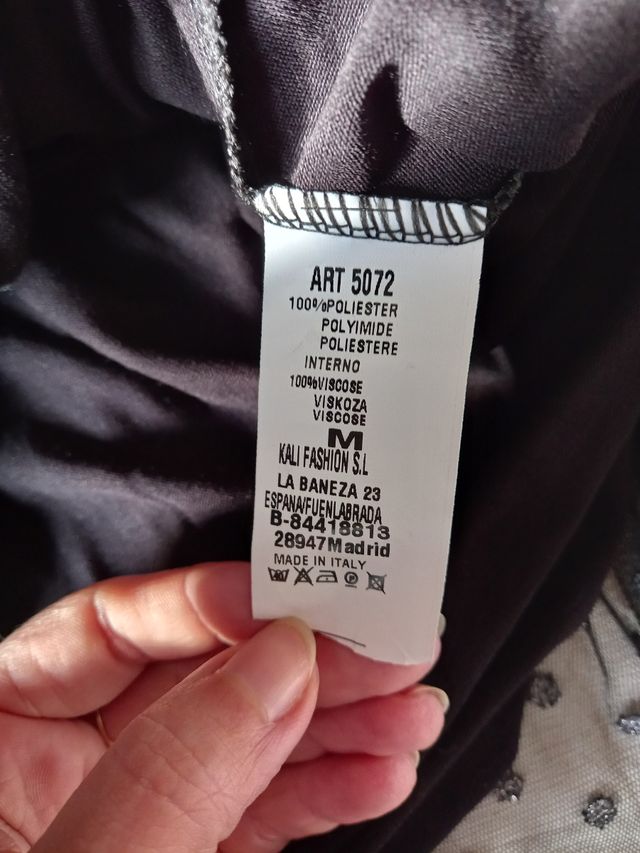 ART 5072
100%POLIESTER
POLYIMIDE
POLIESTERE
INTERNO
100%VISCOSE
VISKOZA
VISCOSE
M
KALI FASHION S.L
LA BANEZA 23
ESPANA/FUENLABRADA
B-84418813
28947Madrid
MADE IN ITALY